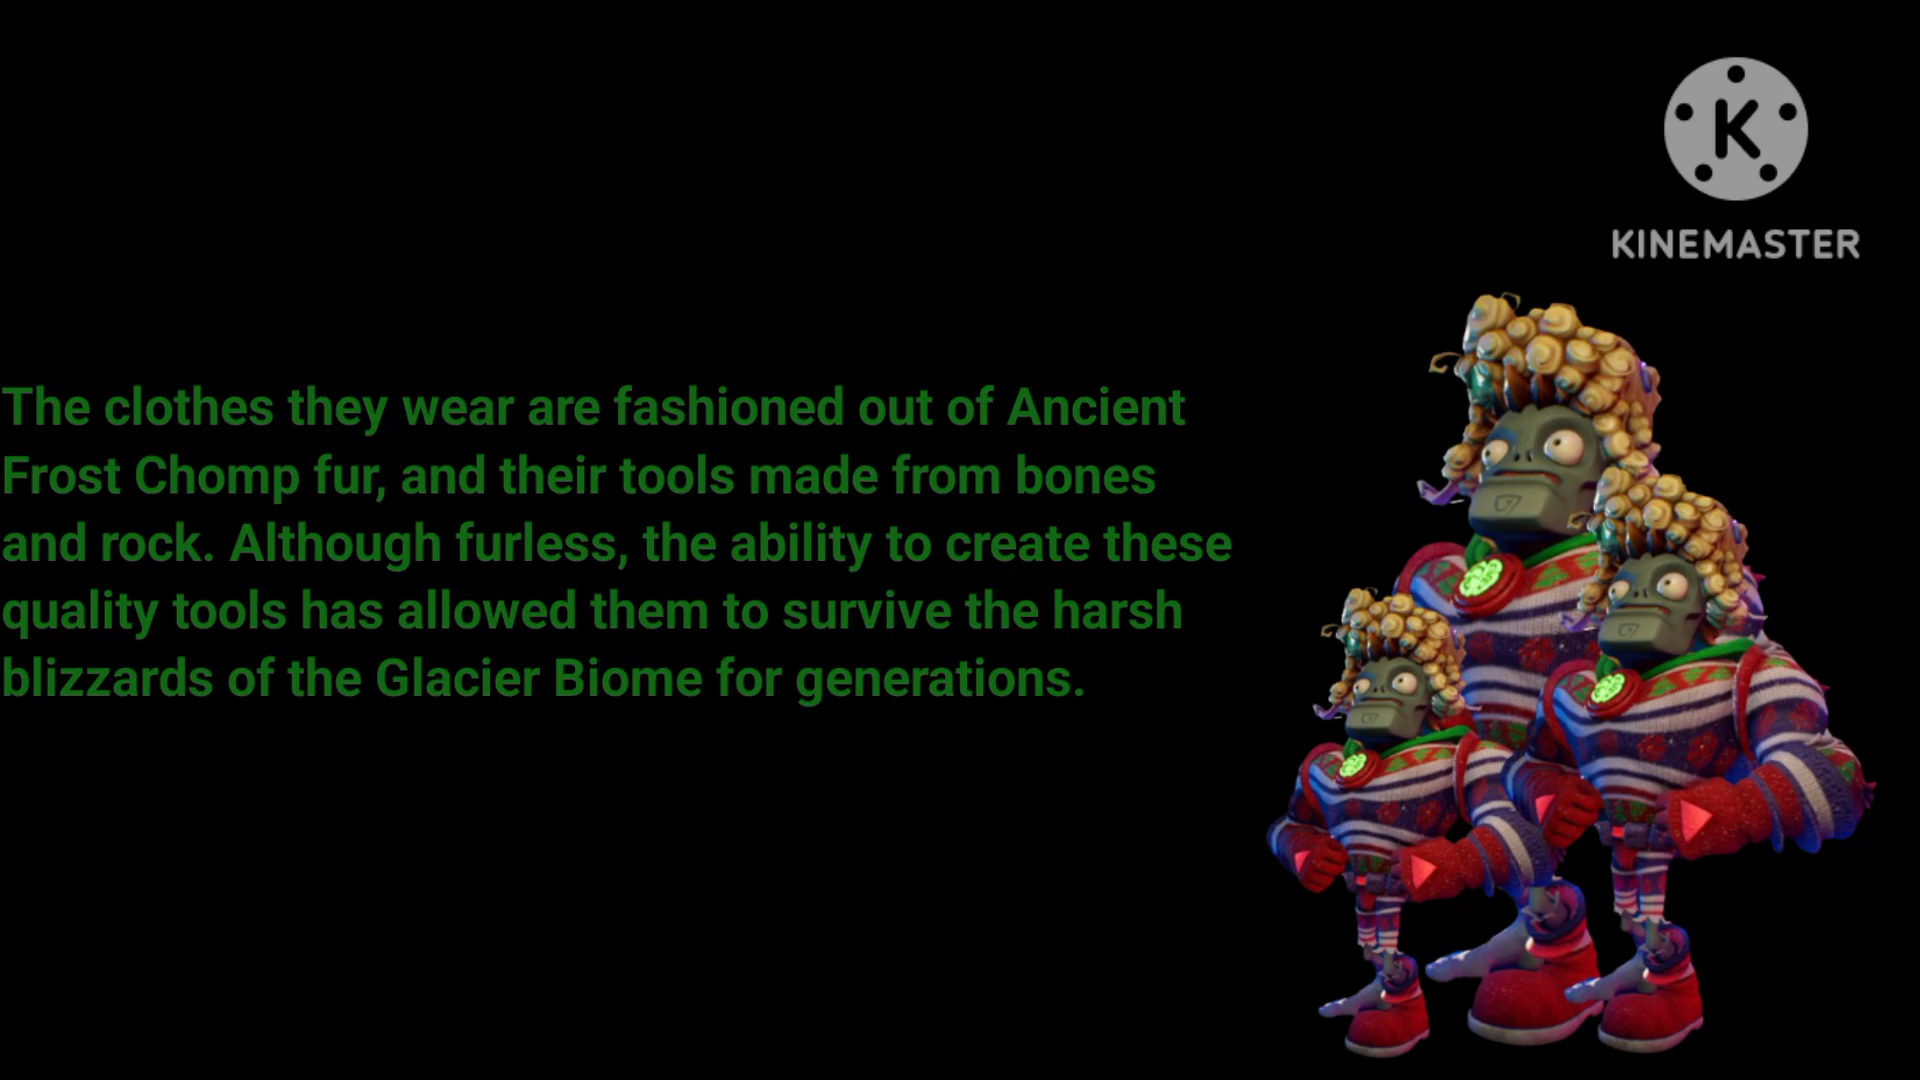 K
KINEMASTER
The clothes they wear are fashioned out of Ancient
Frost Chomp fur, and their tools made from bones
and rock. Although furless, the ability to create these
quality tools has allowed them to survive the harsh
blizzards of the Glacier Biome for generations.